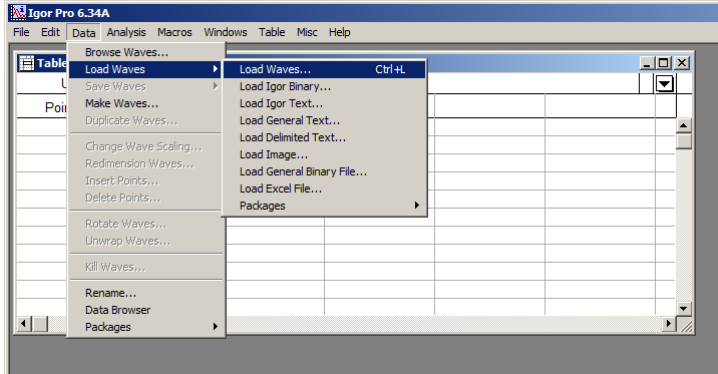 Igor Pro 6.34A
File Edit Data Analysis Macros Windows Table Misc Help
Browse Waves...
Load Waves
Save Waves
Make Waves...
Duplicate Waves...
Change Wave Scaling...
Redimension Waves...
Insert Points...
Delete Points...
Rotate Waves...
Unwrap Waves...
Kill Waves...
Rename...
Data Browser
Packages
Load Waves... Ctrl+L
Load Igor Binary...
Load Igor Text...
Load General Text...
Load Delimited Text...
Load Image...
Load General Binary File...
Load Excel File...
Packages
Table
U
Poi